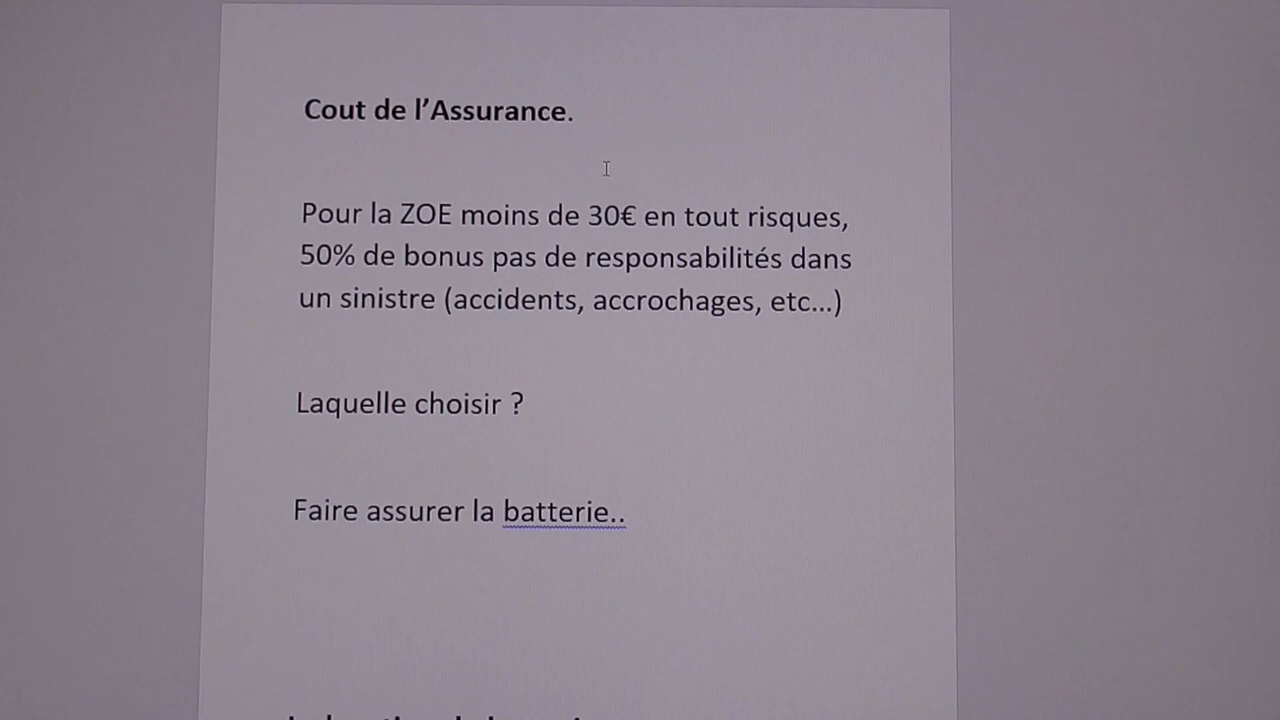 Cout de l’Assurance.
Pour la ZOE moins de 30€ en tout risques,
50% de bonus pas de responsabilités dans
un sinistre (accidents, accrochages, etc...)
Laquelle choisir ?
Faire assurer la batterie..